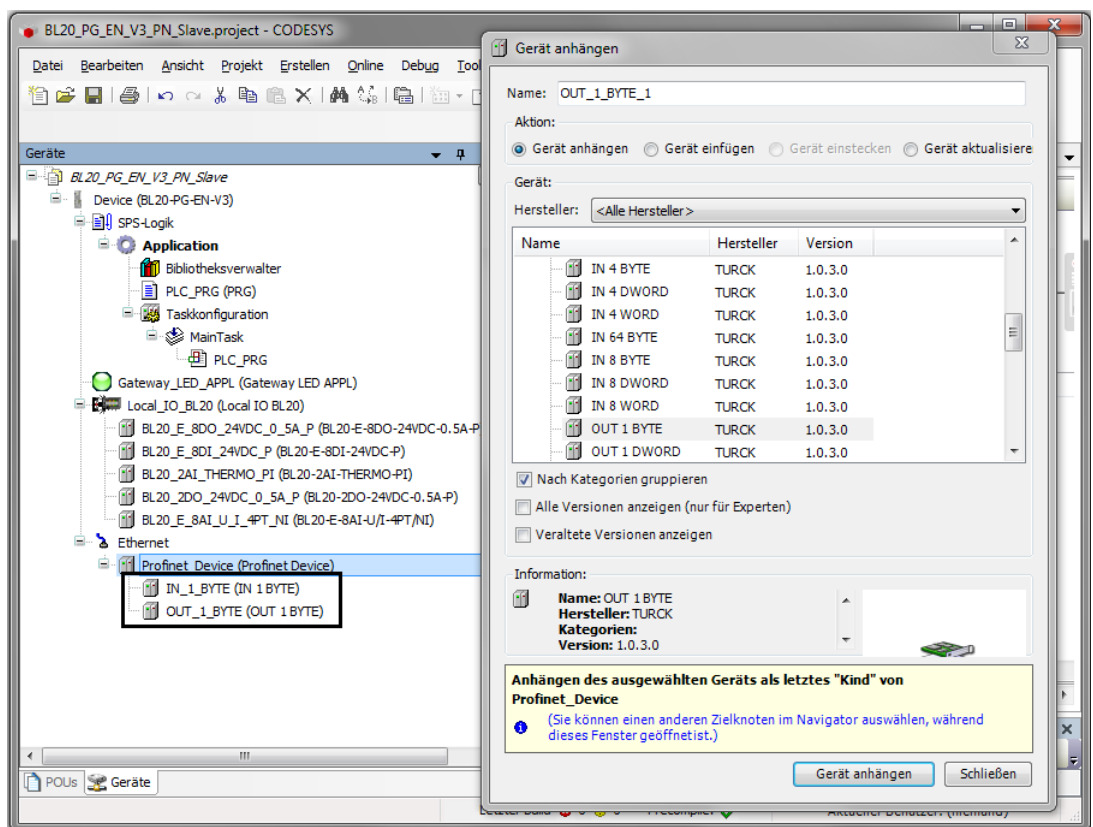 BL20_PG_EN_V3_PN_Slave.project - CODESYS
Datei Bearbeiten Ansicht Projekt Erstellen Online Debug Tool
Geräte
BL20_PG_EN_V3_PN_Slave
Device (BL20-PG-EN-V3)
SPS-Logik
Application
Bibliotheksverwalter
PLC_PRG (PRG)
Taskkonfiguration
MainTask
PLC_PRG
Gateway_LED_APPL (Gateway LED APPL)
Local_IO_BL20 (Local IO BL20)
BL20_E_8DO_24VDC_0_5A_P (BL20-E-8DO-24VDC-0.5A-P
BL20_E_8DI_24VDC_P (BL20-E-8DI-24VDC-P)
BL20_2AI_THERMO_PI (BL20-2AI-THERMO-PI)
BL20_2DO_24VDC_0_5A_P (BL20-2DO-24VDC-0.5A-P)
BL20_E_8AI_U_I_4PT_NI (BL20-E-8AI-U/I-4PT/NI)
Ethernet
Profinet_Device (Profinet Device)
IN_1_BYTE (IN 1 BYTE)
OUT_1_BYTE (OUT 1 BYTE)
POUs Geräte
Gerät anhängen
Name: OUT_1_BYTE_1
Aktion:
Gerät anhängen Gerät einfügen Gerät einstecken Gerät aktualisiere
Gerät:
Hersteller: <Alle Hersteller>
Name Hersteller Version
IN 4 BYTE TURCK 1.0.3.0
IN 4 DWORD TURCK 1.0.3.0
IN 4 WORD TURCK 1.0.3.0
IN 64 BYTE TURCK 1.0.3.0
IN 8 BYTE TURCK 1.0.3.0
IN 8 DWORD TURCK 1.0.3.0
IN 8 WORD TURCK 1.0.3.0
OUT 1 BYTE TURCK 1.0.3.0
OUT 1 DWORD TURCK 1.0.3.0
Nach Kategorien gruppieren
Alle Versionen anzeigen (nur für Experten)
Veraltete Versionen anzeigen
Information:
Name: OUT 1 BYTE
Hersteller: TURCK
Kategorien:
Version: 1.0.3.0
Anhängen des ausgewählten Geräts als letztes "Kind" von
Profinet_Device
(Sie können einen anderen Zielknoten im Navigator auswählen, während
dieses Fenster geöffnetist.)
Gerät anhängen Schließen